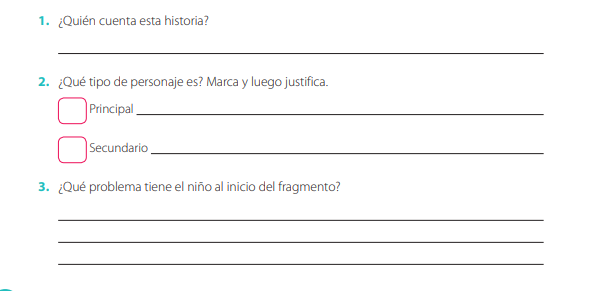 1. ¿Quién cuenta esta historia?
2. ¿Qué tipo de personaje es? Marca y luego justifica.
Principal
Secundario
3. ¿Qué problema tiene el niño al inicio del fragmento?